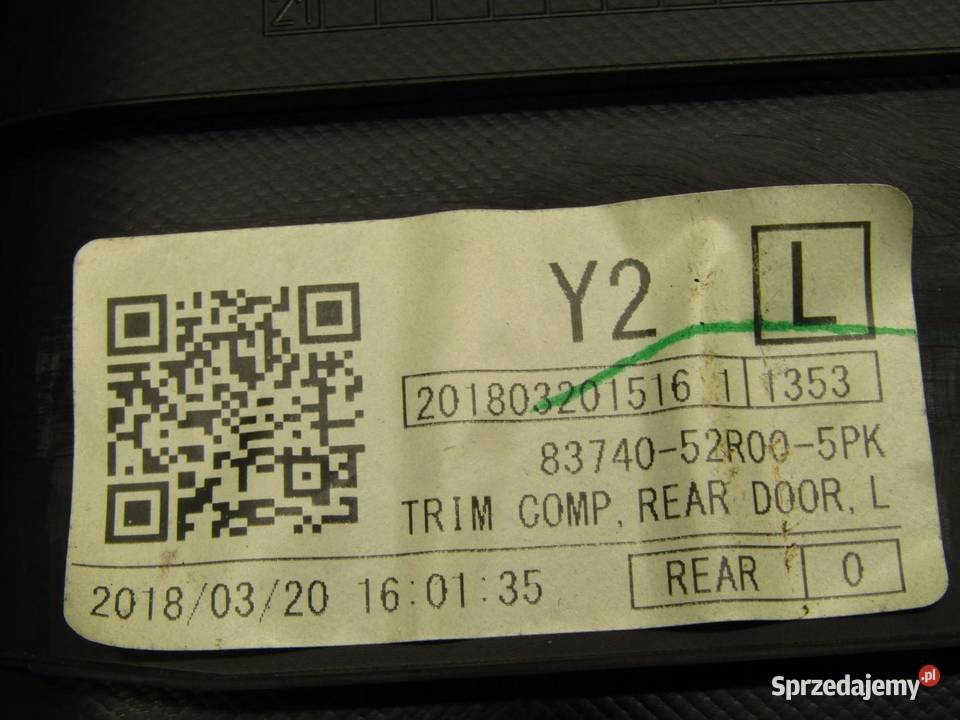 21
Y2 L
201803201516 1 1353
83740-52R00-5PK
TRIM COMP, REAR DOOR, L
2018/03/20 16:01:35 REAR 0
Sprzedajemy.pl